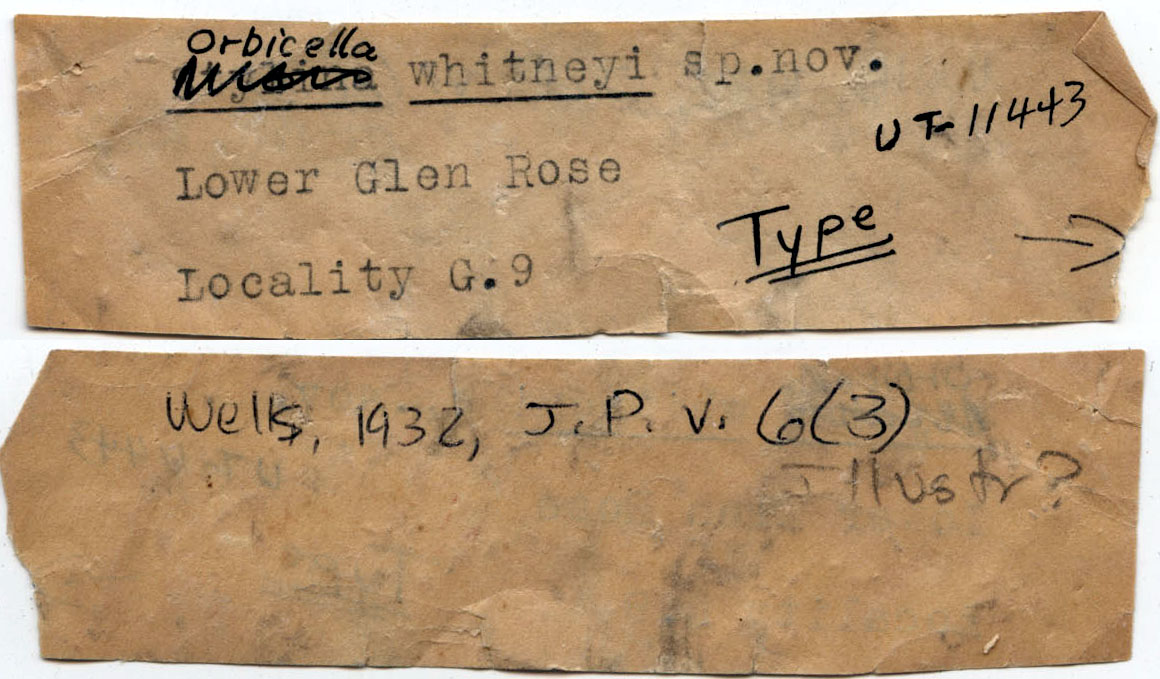 Orbicella
whitneyi sp.nov.
UT-11443
Lower Glen Rose
Type
Locality G.9
Wells, 1932, J.P. v. 6(3)
Illustr?